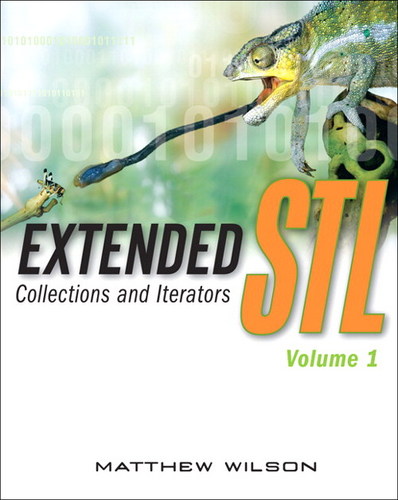 EXTENDED
STL
Collections and Iterators
Volume 1
MATTHEW WILSON